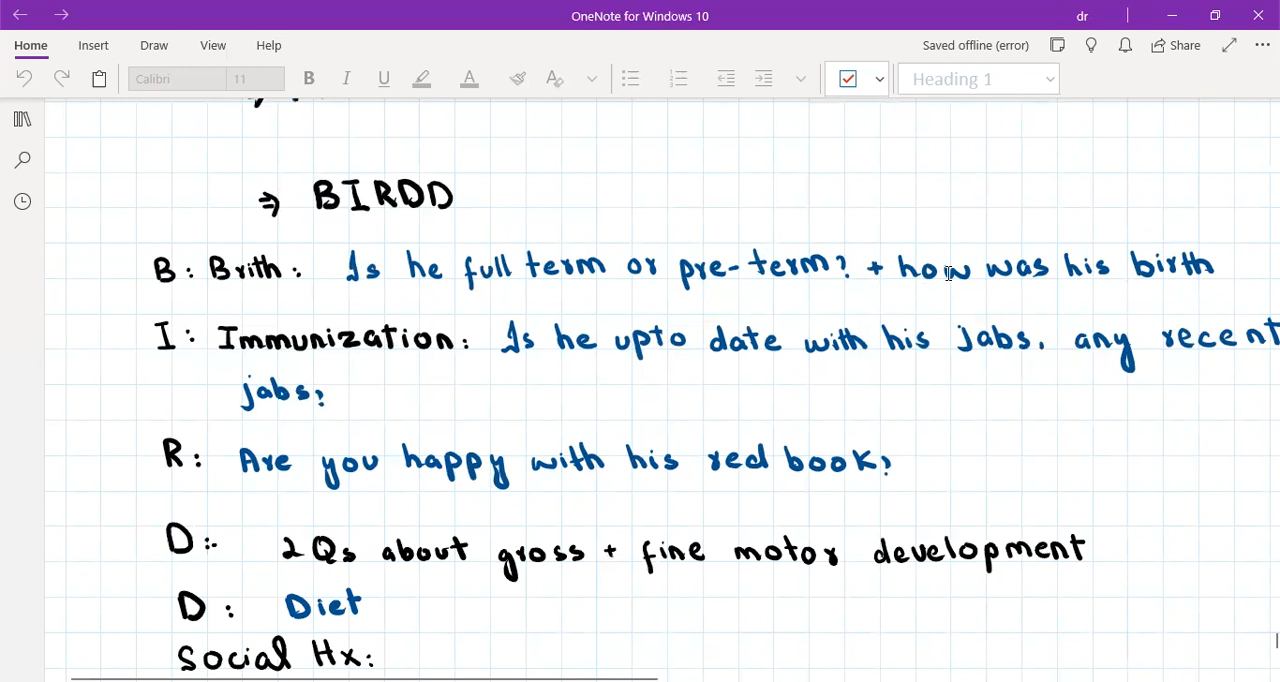 OneNote for Windows 10
dr
Home Insert Draw View Help
Saved offline (error) Share
Calibri 11 B I U A Heading 1
⇒ BIRDD
B: Brith: Is he full term or pre-term? + how was his birth
I: Immunization: Is he upto date with his jabs. any recent
jabs?
R: Are you happy with his red book?
D:- 2 Qs about gross + fine motor development
D: Diet
Social Hx: